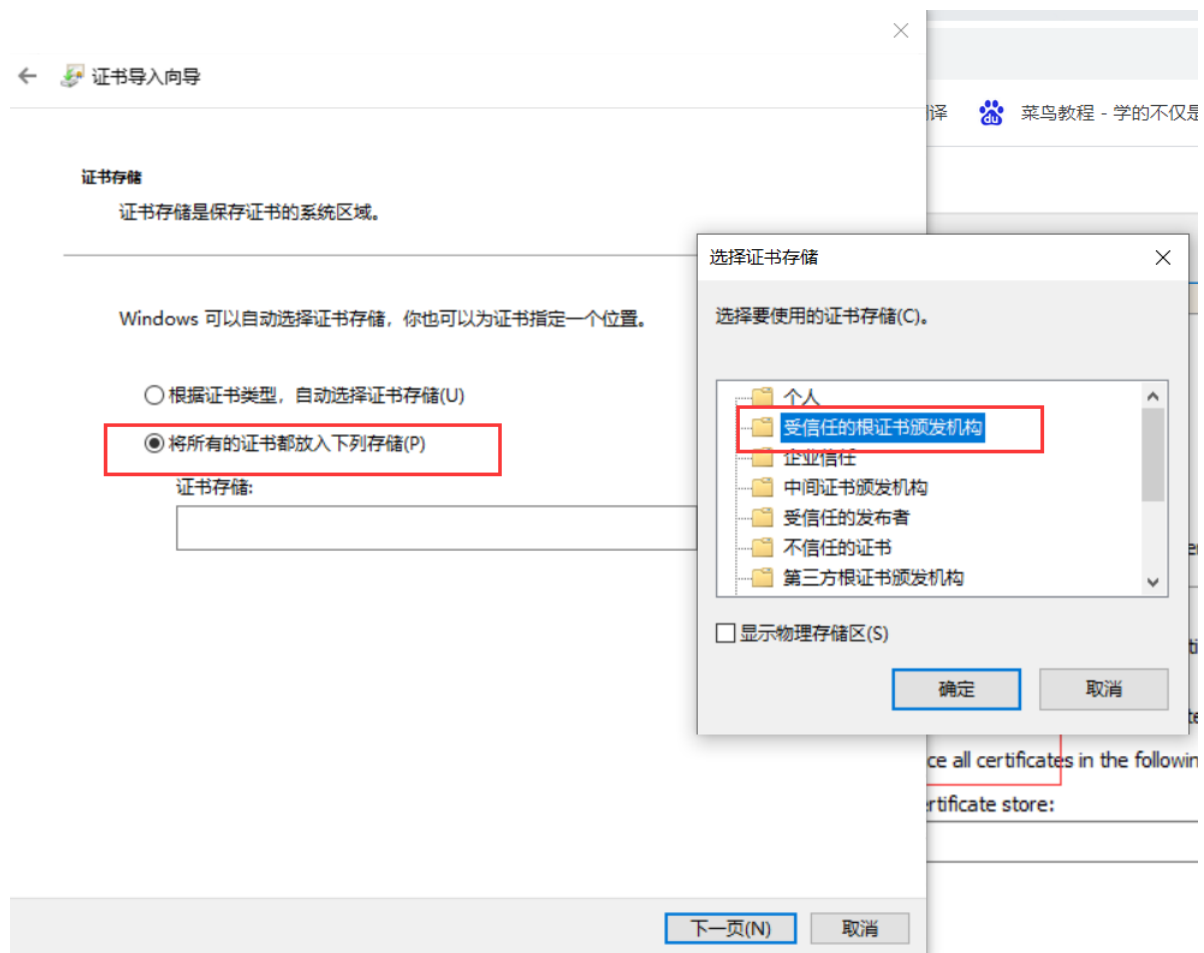 证书导入向导
译
du
菜鸟教程 - 学的不仅是
证书存储
证书存储是保存证书的系统区域。
Windows 可以自动选择证书存储，你也可以为证书指定一个位置。
根据证书类型，自动选择证书存储(U)
将所有的证书都放入下列存储(P)
证书存储:
选择证书存储
选择要使用的证书存储(C)。
个人
受信任的根证书颁发机构
企业信任
中间证书颁发机构
受信任的发布者
不信任的证书
第三方根证书颁发机构
显示物理存储区(S)
确定
取消
ce all certificates in the followin
rtificate store:
下一页(N)
取消